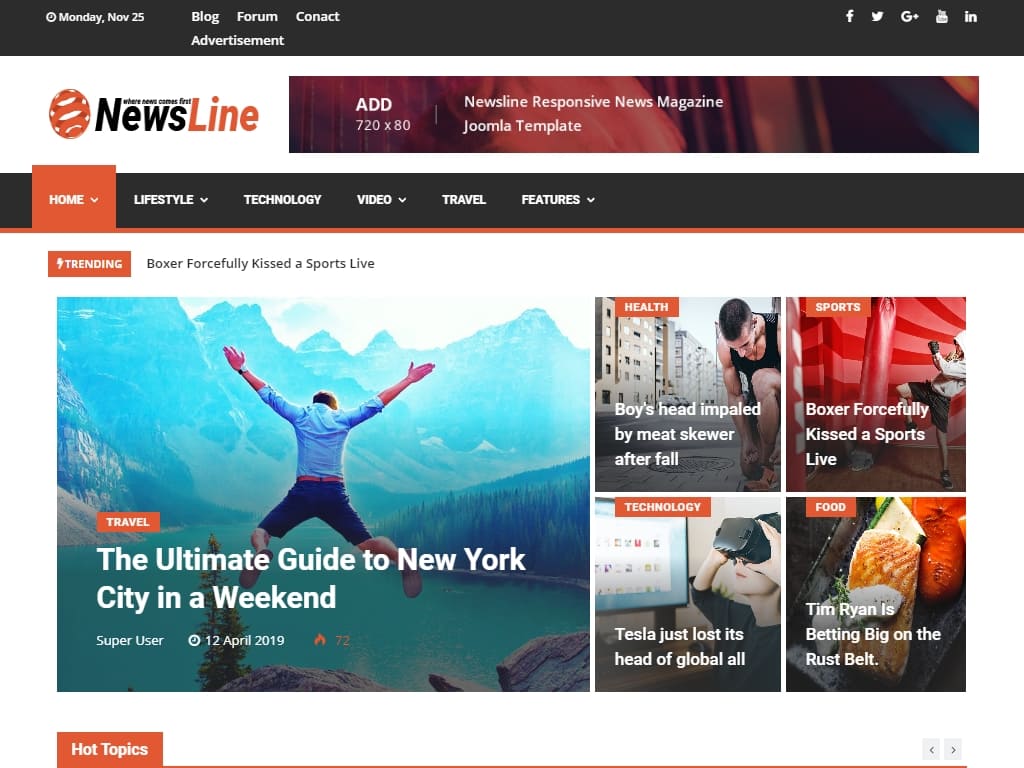 Monday, Nov 25
Blog Forum Conact
Advertisement
where news comes first
NewsLine
ADD
720 x 80
Newsline Responsive News Magazine
Joomla Template
HOME LIFESTYLE TECHNOLOGY VIDEO TRAVEL FEATURES
TRENDING Boxer Forcefully Kissed a Sports Live
TRAVEL
The Ultimate Guide to New York
City in a Weekend
Super User 12 April 2019 72
HEALTH
Boy's head impaled
by meat skewer
after fall
SPORTS
Boxer Forcefully
Kissed a Sports
Live
TECHNOLOGY
Tesla just lost its
head of global all
FOOD
Tim Ryan Is
Betting Big on the
Rust Belt.
Hot Topics